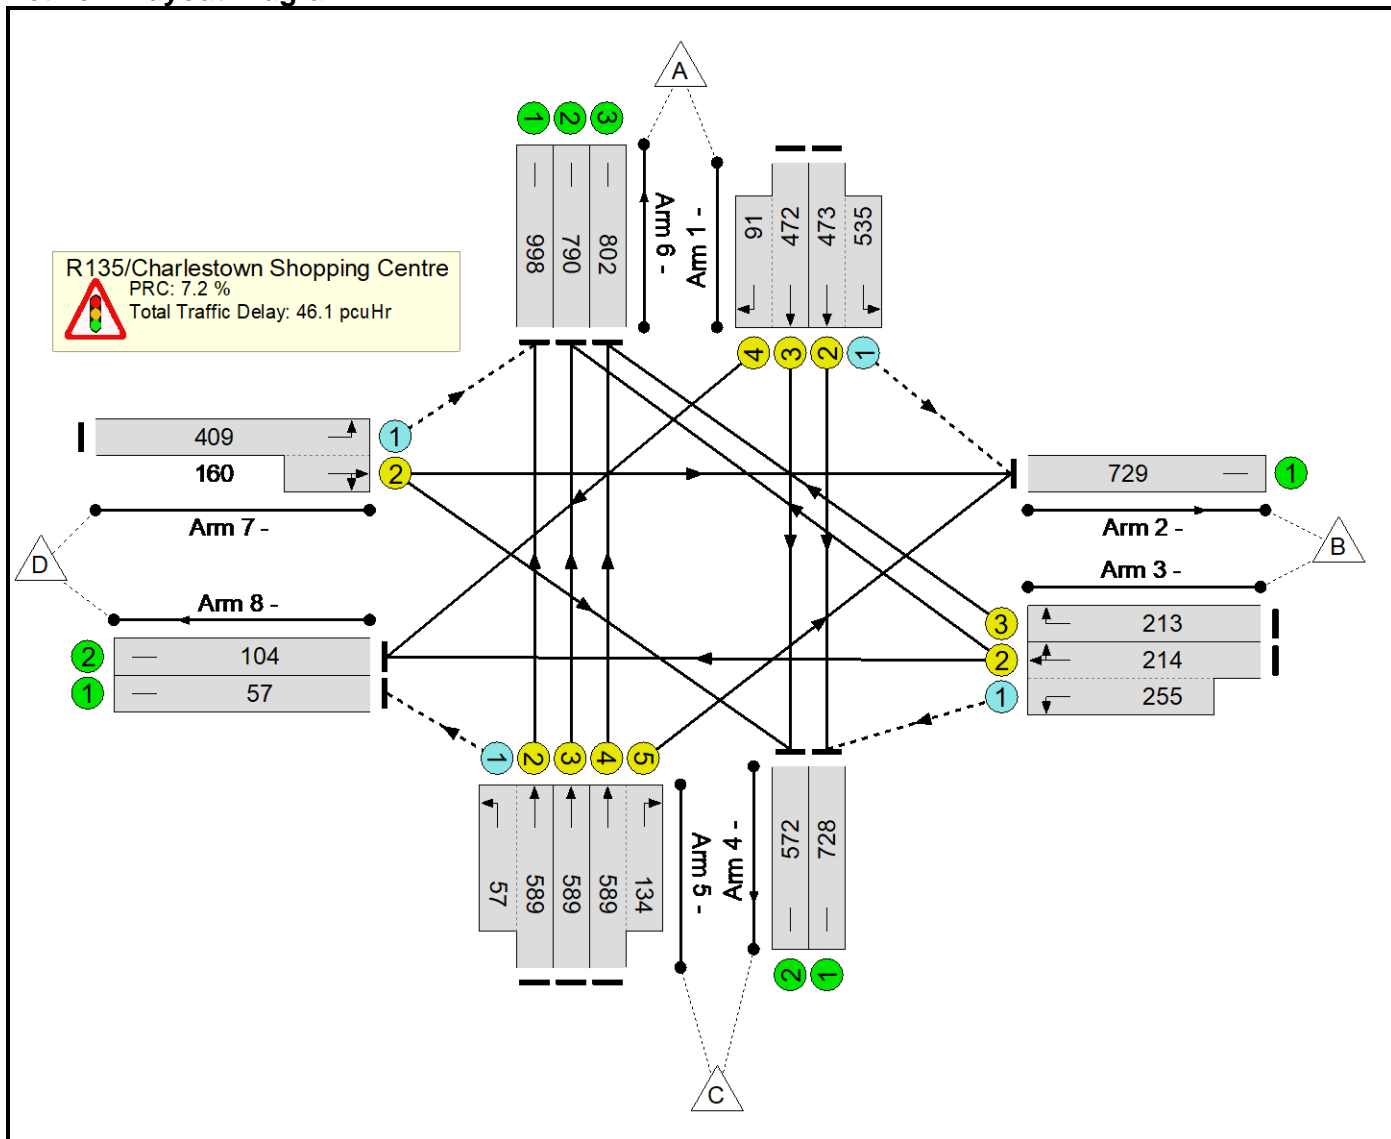 A
1 2 3
Arm 6 -
Arm 1 -
998 790 802
91 472 473 535
4 3 2 1
R135/Charlestown Shopping Centre
PRC: 7.2 %
Total Traffic Delay: 46.1 pcuHr
409 1
160 2
Arm 7 -
D
Arm 8 -
2 104
1 57
729 1
Arm 2 -
B
Arm 3 -
3 213
2 214
1 255
1 2 3 4 5
57 589 589 589 134
Arm 5 -
Arm 4 -
572 728
2 1
C